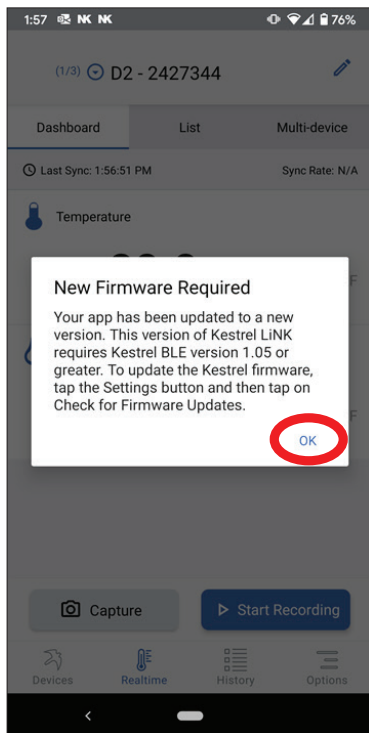 1:57 NK NK 76%
(1/3) D2 - 2427344
Dashboard List Multi-device
Last Sync: 1:56:51 PM Sync Rate: N/A
Temperature
F
New Firmware Required
Your app has been updated to a new
version. This version of Kestrel LiNK
requires Kestrel BLE version 1.05 or
greater. To update the Kestrel firmware,
tap the Settings button and then tap on
Check for Firmware Updates.
F
OK
Capture Start Recording
Devices Realtime History Options